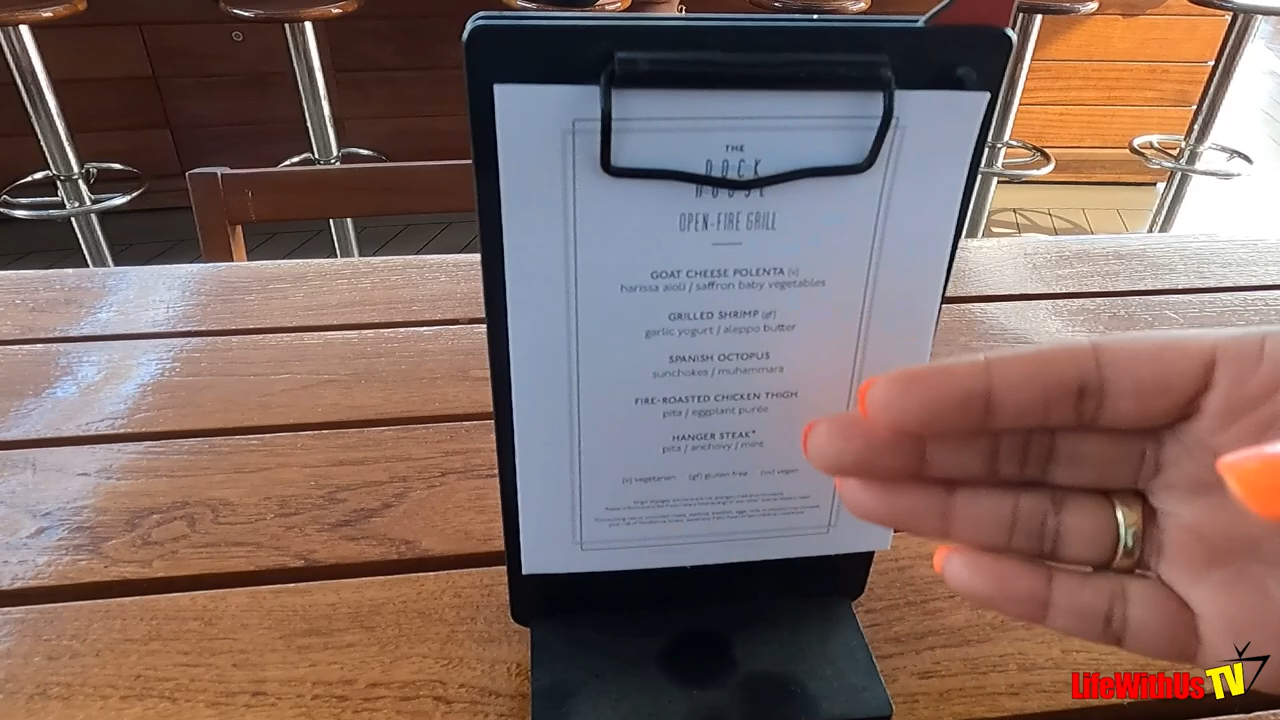 THE
DOCK
HOUSE
OPEN-FIRE GRILL
GOAT CHEESE POLENTA (v)
harissa aioli / saffron baby vegetables
GRILLED SHRIMP (gf)
garlic yogurt / aleppo butter
SPANISH OCTOPUS
sunchokes / muhammara
FIRE-ROASTED CHICKEN THIGH
pita / eggplant purée
HANGER STEAK*
pita / anchovy / mint
(v) vegetarian (gf) gluten free (vv) vegan
LifeWithUs TV